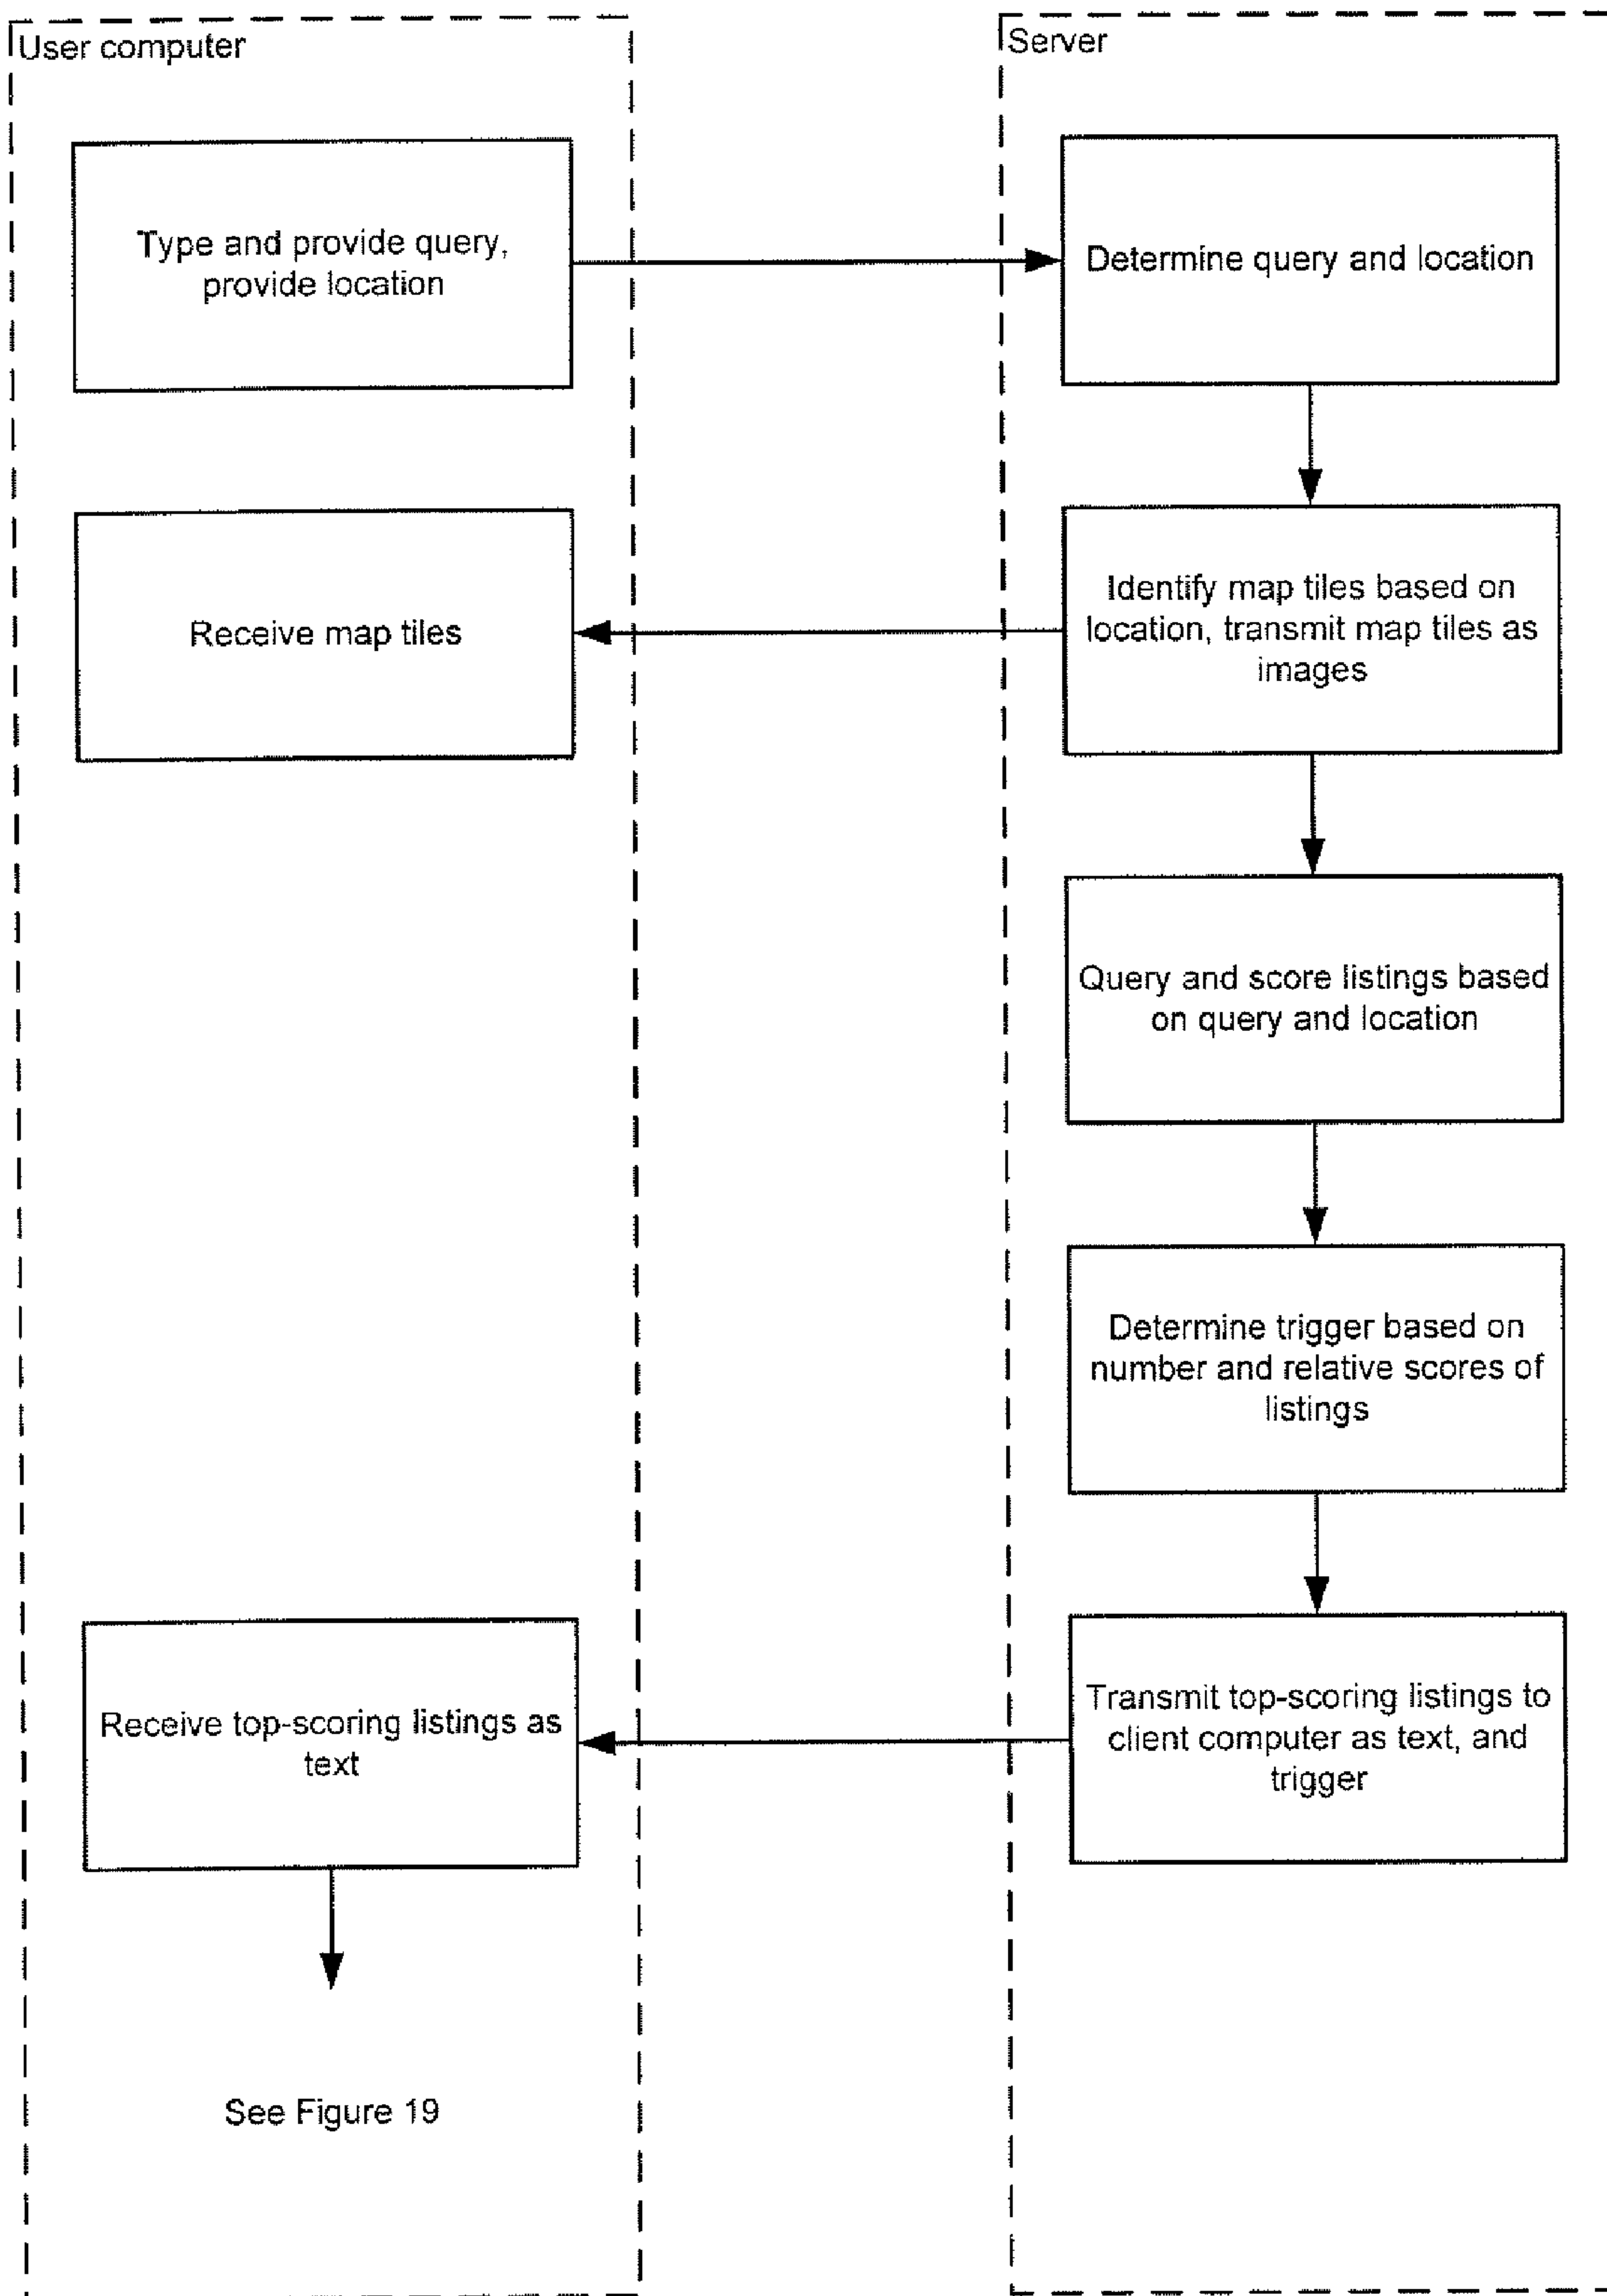 User computer
Server
Type and provide query,
provide location
Determine query and location
Receive map tiles
Identify map tiles based on
location, transmit map tiles as
images
Query and score listings based
on query and location
Determine trigger based on
number and relative scores of
listings
Receive top-scoring listings as
text
Transmit top-scoring listings to
client computer as text, and
trigger
See Figure 19